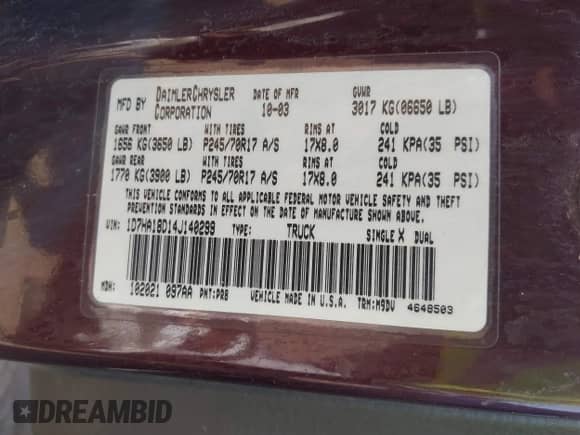 MFD BY DAIMLERCHRYSLER CORPORATION DATE OF MFR 10-03 GVWR 3017 KG(06650 LB)
GAWR FRONT WITH TIRES RIMS AT COLD
1656 KG(3650 LB) P245/70R17 A/S 17X8.0 241 KPA(35 PSI)
GAWR REAR WITH TIRES RIMS AT COLD
1770 KG(3900 LB) P245/70R17 A/S 17X8.0 241 KPA(35 PSI)
THIS VEHICLE CONFORMS TO ALL APPLICABLE FEDERAL MOTOR VEHICLE SAFETY AND THEFT
PREVENTION STANDARDS IN EFFECT ON THE DATE OF MANUFACTURE SHOWN ABOVE.
VIN: 1D7HA18D14J140299 TYPE: TRUCK SINGLE X DUAL
MDH: 102021 097AA PNT:PRB VEHICLE MADE IN U.S.A. TRM:M9DV 4648503
DREAMBID